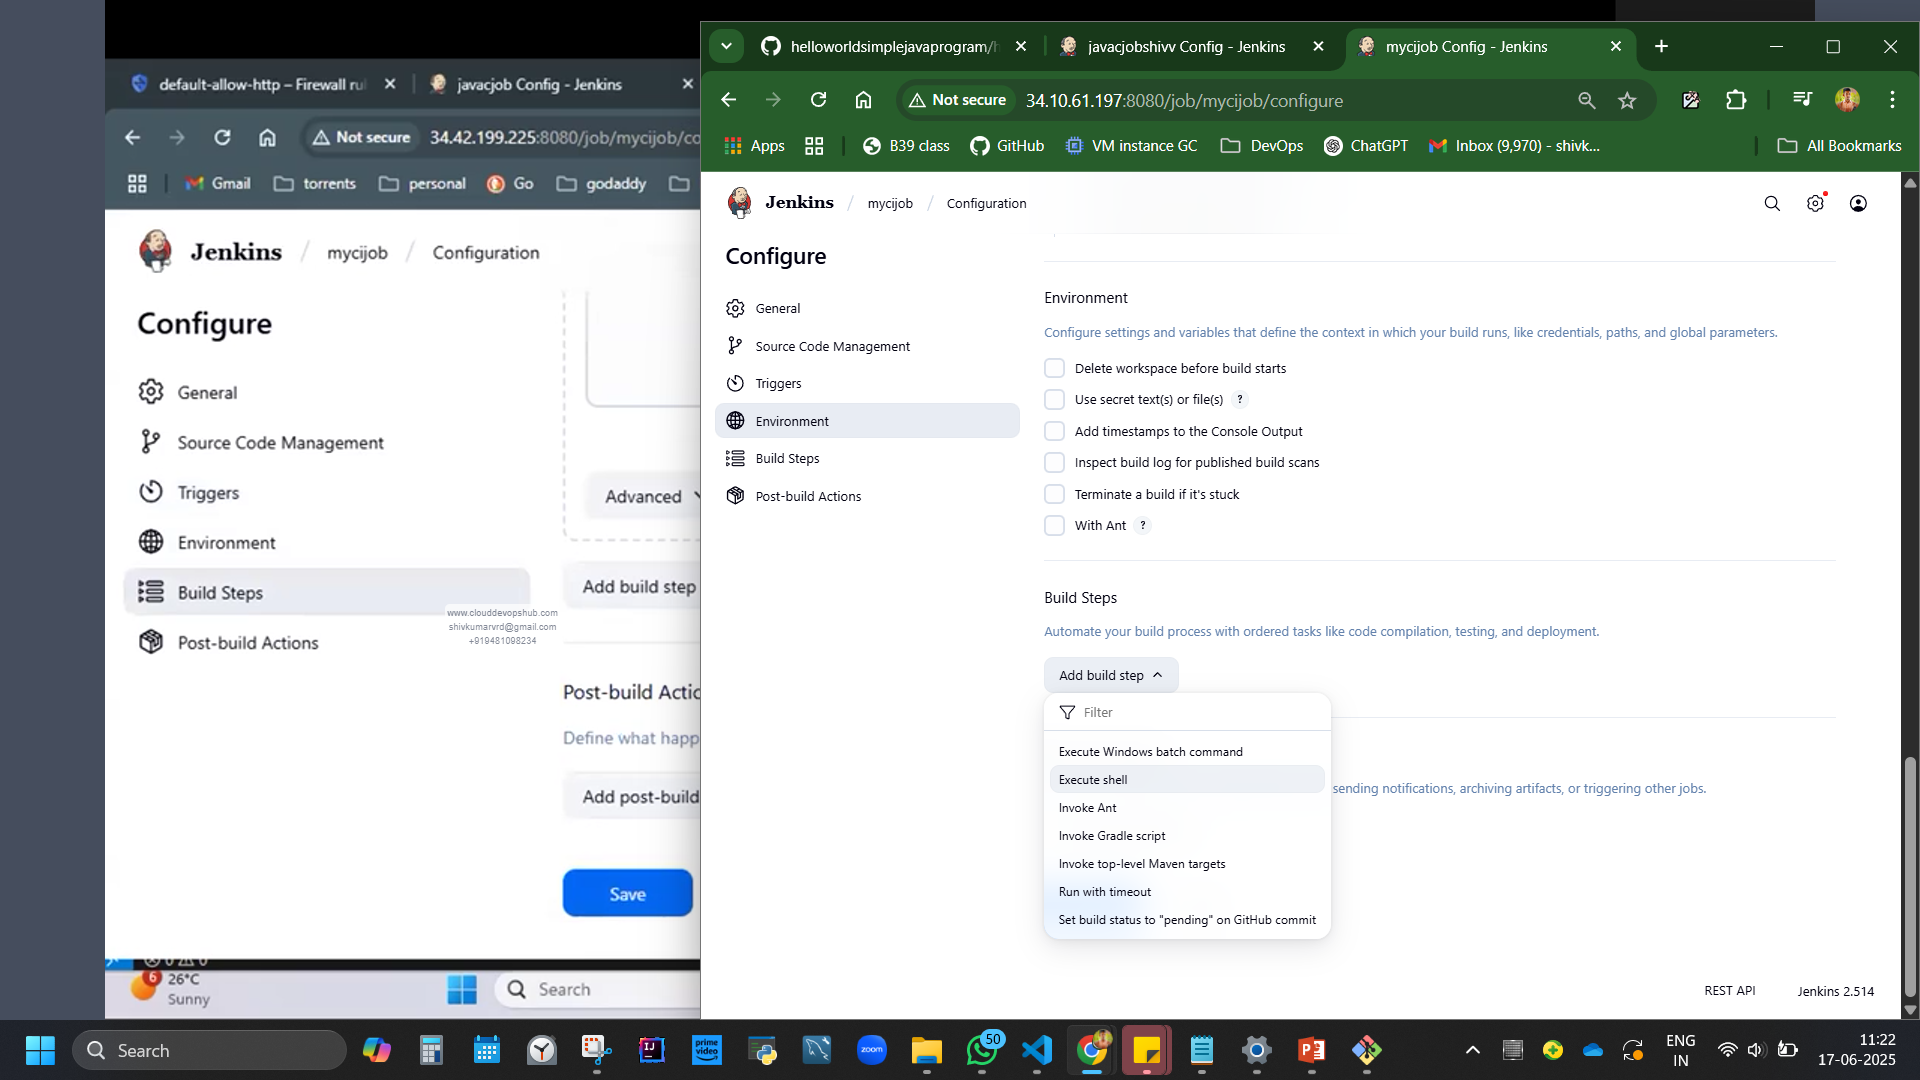 default-allow-http – Firewall rul
javacjob Config - Jenkins
Not secure
34.42.199.225:8080/job/mycijob/co
Gmail
torrents
personal
Go
godaddy
Jenkins / mycijob / Configuration
Configure
General
Source Code Management
Triggers
Environment
Build Steps
Post-build Actions
Advanced
Add build step
www.clouddevopshub.com
shivkumarvrd@gmail.com
+919481098234
Post-build Actic
Define what happ
Add post-build
Save
6
26°C
Sunny
Search
helloworldsimplejavaprogram/h
javacjobshivv Config - Jenkins
mycijob Config - Jenkins
Not secure
34.10.61.197:8080/job/mycijob/configure
Apps
B39 class
GitHub
VM instance GC
DevOps
ChatGPT
Inbox (9,970) - shivk...
All Bookmarks
Jenkins / mycijob / Configuration
Configure
General
Source Code Management
Triggers
Environment
Build Steps
Post-build Actions
Environment
Configure settings and variables that define the context in which your build runs, like credentials, paths, and global parameters.
Delete workspace before build starts
Use secret text(s) or file(s) ?
Add timestamps to the Console Output
Inspect build log for published build scans
Terminate a build if it's stuck
With Ant ?
Build Steps
Automate your build process with ordered tasks like code compilation, testing, and deployment.
Add build step
Filter
Execute Windows batch command
Execute shell
Invoke Ant
Invoke Gradle script
Invoke top-level Maven targets
Run with timeout
Set build status to "pending" on GitHub commit
sending notifications, archiving artifacts, or triggering other jobs.
REST API
Jenkins 2.514
Search
IJ
prime video
zoom
50
ENG
IN
11:22
17-06-2025